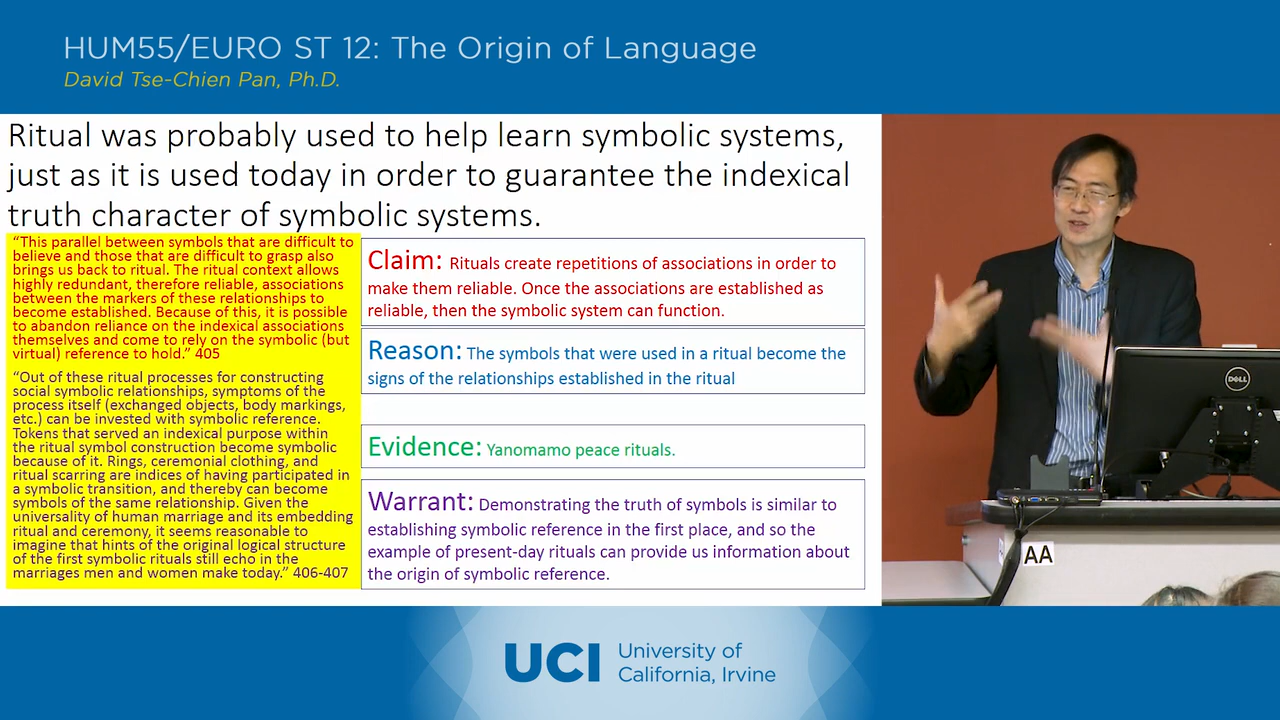 HUM55/EURO ST 12: The Origin of Language
David Tse-Chien Pan, Ph.D.
Ritual was probably used to help learn symbolic systems,
just as it is used today in order to guarantee the indexical
truth character of symbolic systems.
“This parallel between symbols that are difficult to
believe and those that are difficult to grasp also
brings us back to ritual. The ritual context allows
highly redundant, therefore reliable, associations
between the markers of these relationships to
become established. Because of this, it is possible
to abandon reliance on the indexical associations
themselves and come to rely on the symbolic (but
virtual) reference to hold.” 405
“Out of these ritual processes for constructing
social symbolic relationships, symptoms of the
process itself (exchanged objects, body markings,
etc.) can be invested with symbolic reference.
Tokens that served an indexical purpose within
the ritual symbol construction become symbolic
because of it. Rings, ceremonial clothing, and
ritual scarring are indices of having participated in
a symbolic transition, and thereby can become
symbols of the same relationship. Given the
universality of human marriage and its embedding
ritual and ceremony, it seems reasonable to
imagine that hints of the original logical structure
of the first symbolic rituals still echo in the
marriages men and women make today.” 406-407
Claim: Rituals create repetitions of associations in order to
make them reliable. Once the associations are established as
reliable, then the symbolic system can function.
Reason: The symbols that were used in a ritual become the
signs of the relationships established in the ritual
Evidence: Yanomamo peace rituals.
Warrant: Demonstrating the truth of symbols is similar to
establishing symbolic reference in the first place, and so the
example of present-day rituals can provide us information about
the origin of symbolic reference.
DELL
AA
UCI University of
California, Irvine